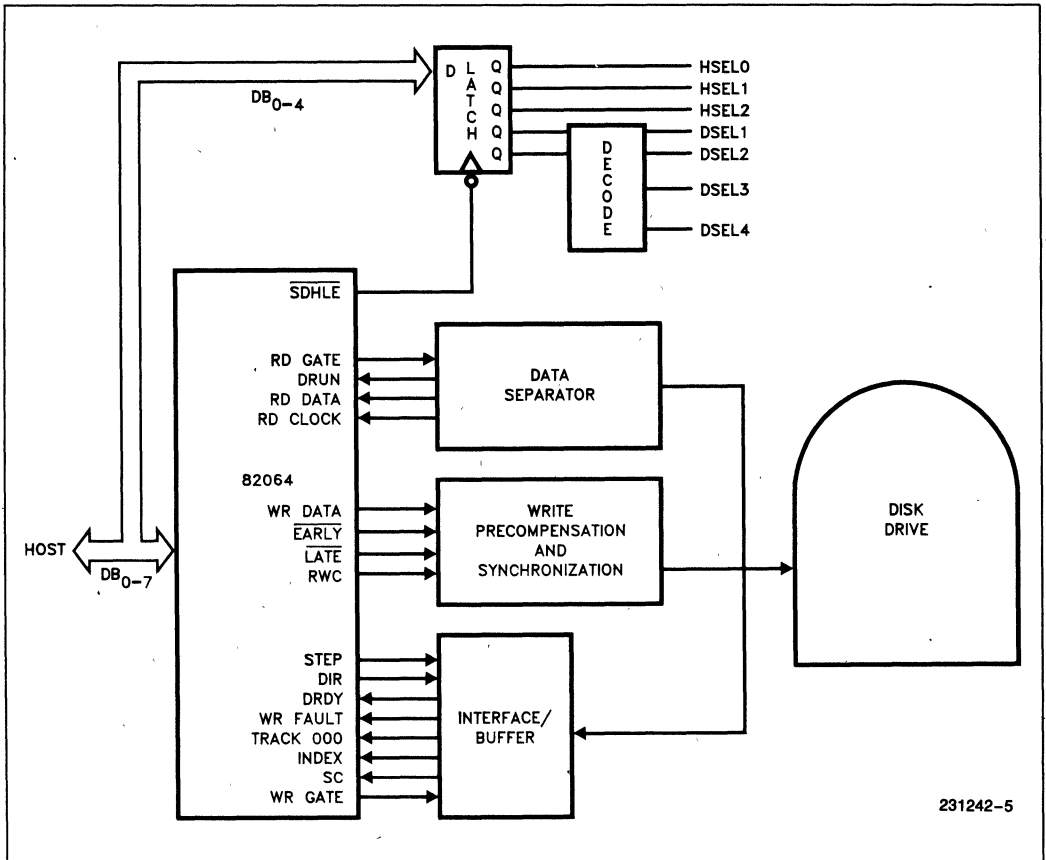 D LATCH Q HSEL0
Q HSEL1
Q HSEL2
Q DSEL1
Q DSEL2
DECODE
DSEL3
DSEL4
DB0–4
SDHLE
RD GATE
DRUN
RD DATA
RD CLOCK
DATA
SEPARATOR
82064
WR DATA
EARLY
LATE
RWC
WRITE
PRECOMPENSATION
AND
SYNCHRONIZATION
DISK
DRIVE
HOST
DB0–7
STEP
DIR
DRDY
WR FAULT
TRACK 000
INDEX
SC
WR GATE
INTERFACE/
BUFFER
231242-5